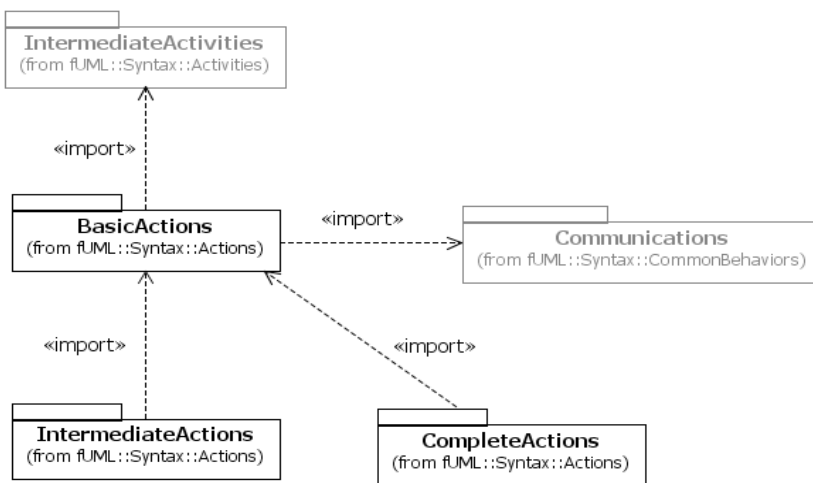 IntermediateActivities
(from fUML::Syntax::Activities)
«import»
BasicActions
(from fUML::Syntax::Actions)
«import»
Communications
(from fUML::Syntax::CommonBehaviors)
«import»
«import»
IntermediateActions
(from fUML::Syntax::Actions)
CompleteActions
(from fUML::Syntax::Actions)